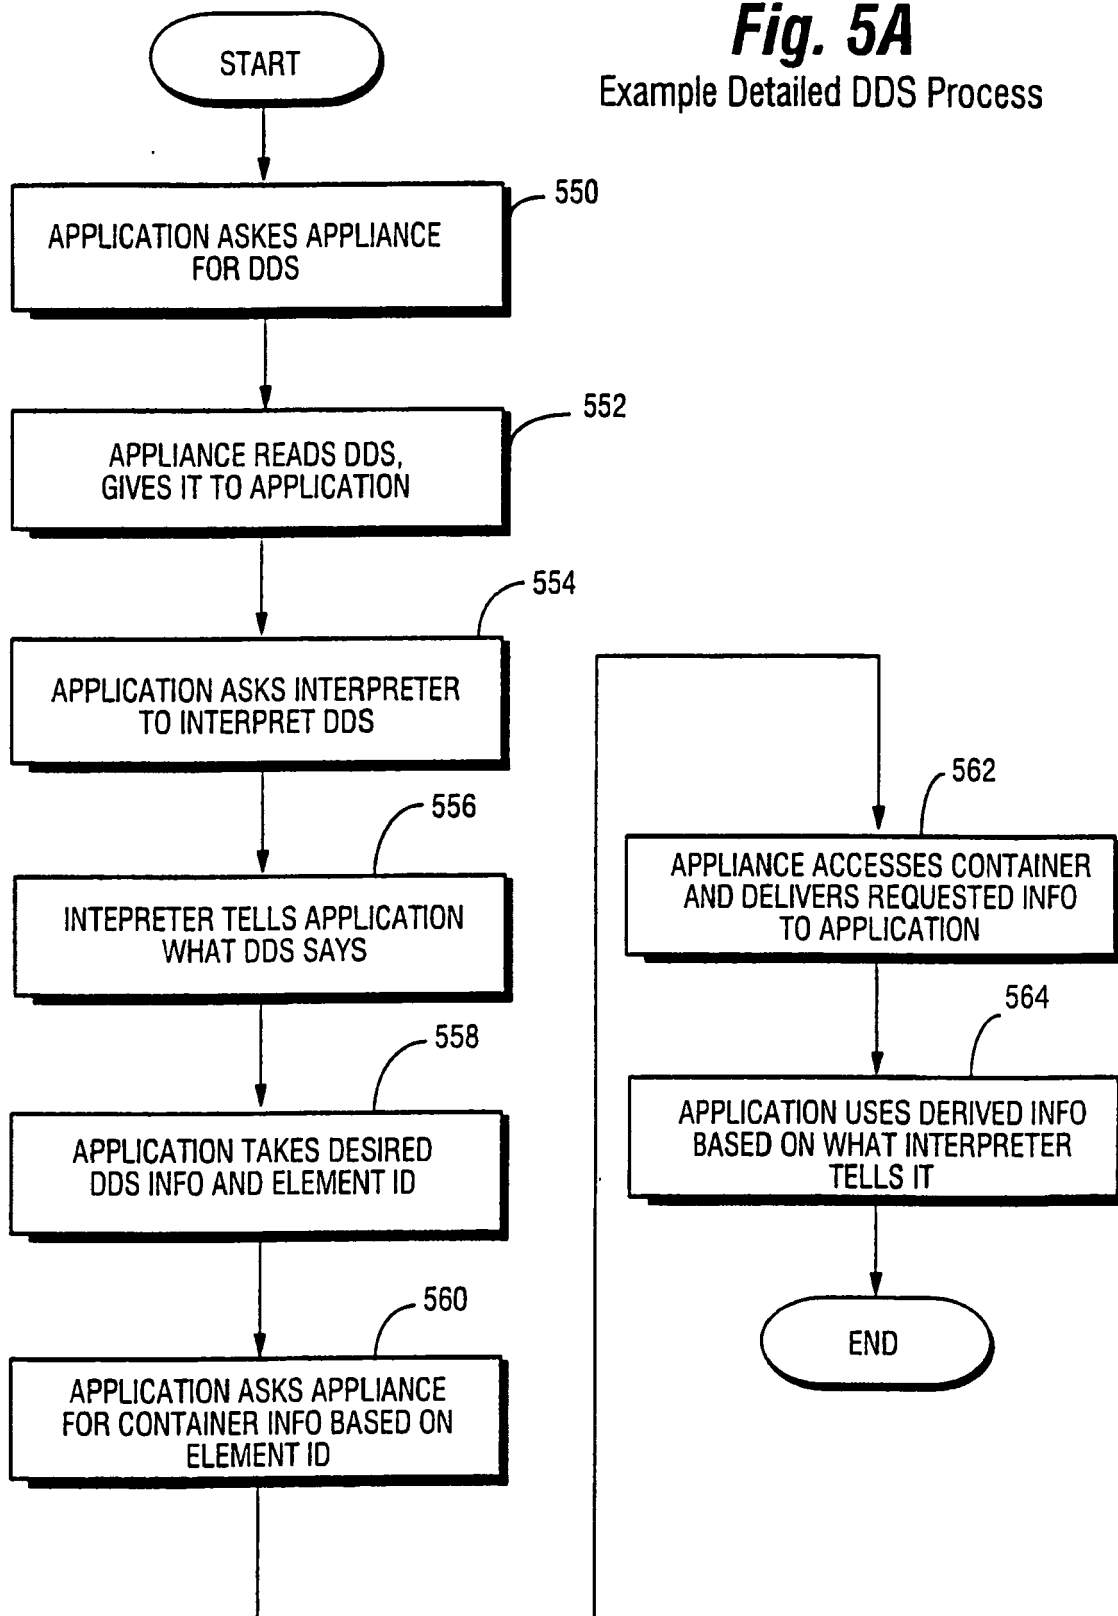 Fig. 5A
Example Detailed DDS Process
START
550
APPLICATION ASKES APPLIANCE
FOR DDS
552
APPLIANCE READS DDS,
GIVES IT TO APPLICATION
554
APPLICATION ASKS INTERPRETER
TO INTERPRET DDS
556
INTEPRETER TELLS APPLICATION
WHAT DDS SAYS
558
APPLICATION TAKES DESIRED
DDS INFO AND ELEMENT ID
560
APPLICATION ASKS APPLIANCE
FOR CONTAINER INFO BASED ON
ELEMENT ID
562
APPLIANCE ACCESSES CONTAINER
AND DELIVERS REQUESTED INFO
TO APPLICATION
564
APPLICATION USES DERIVED INFO
BASED ON WHAT INTERPRETER
TELLS IT
END